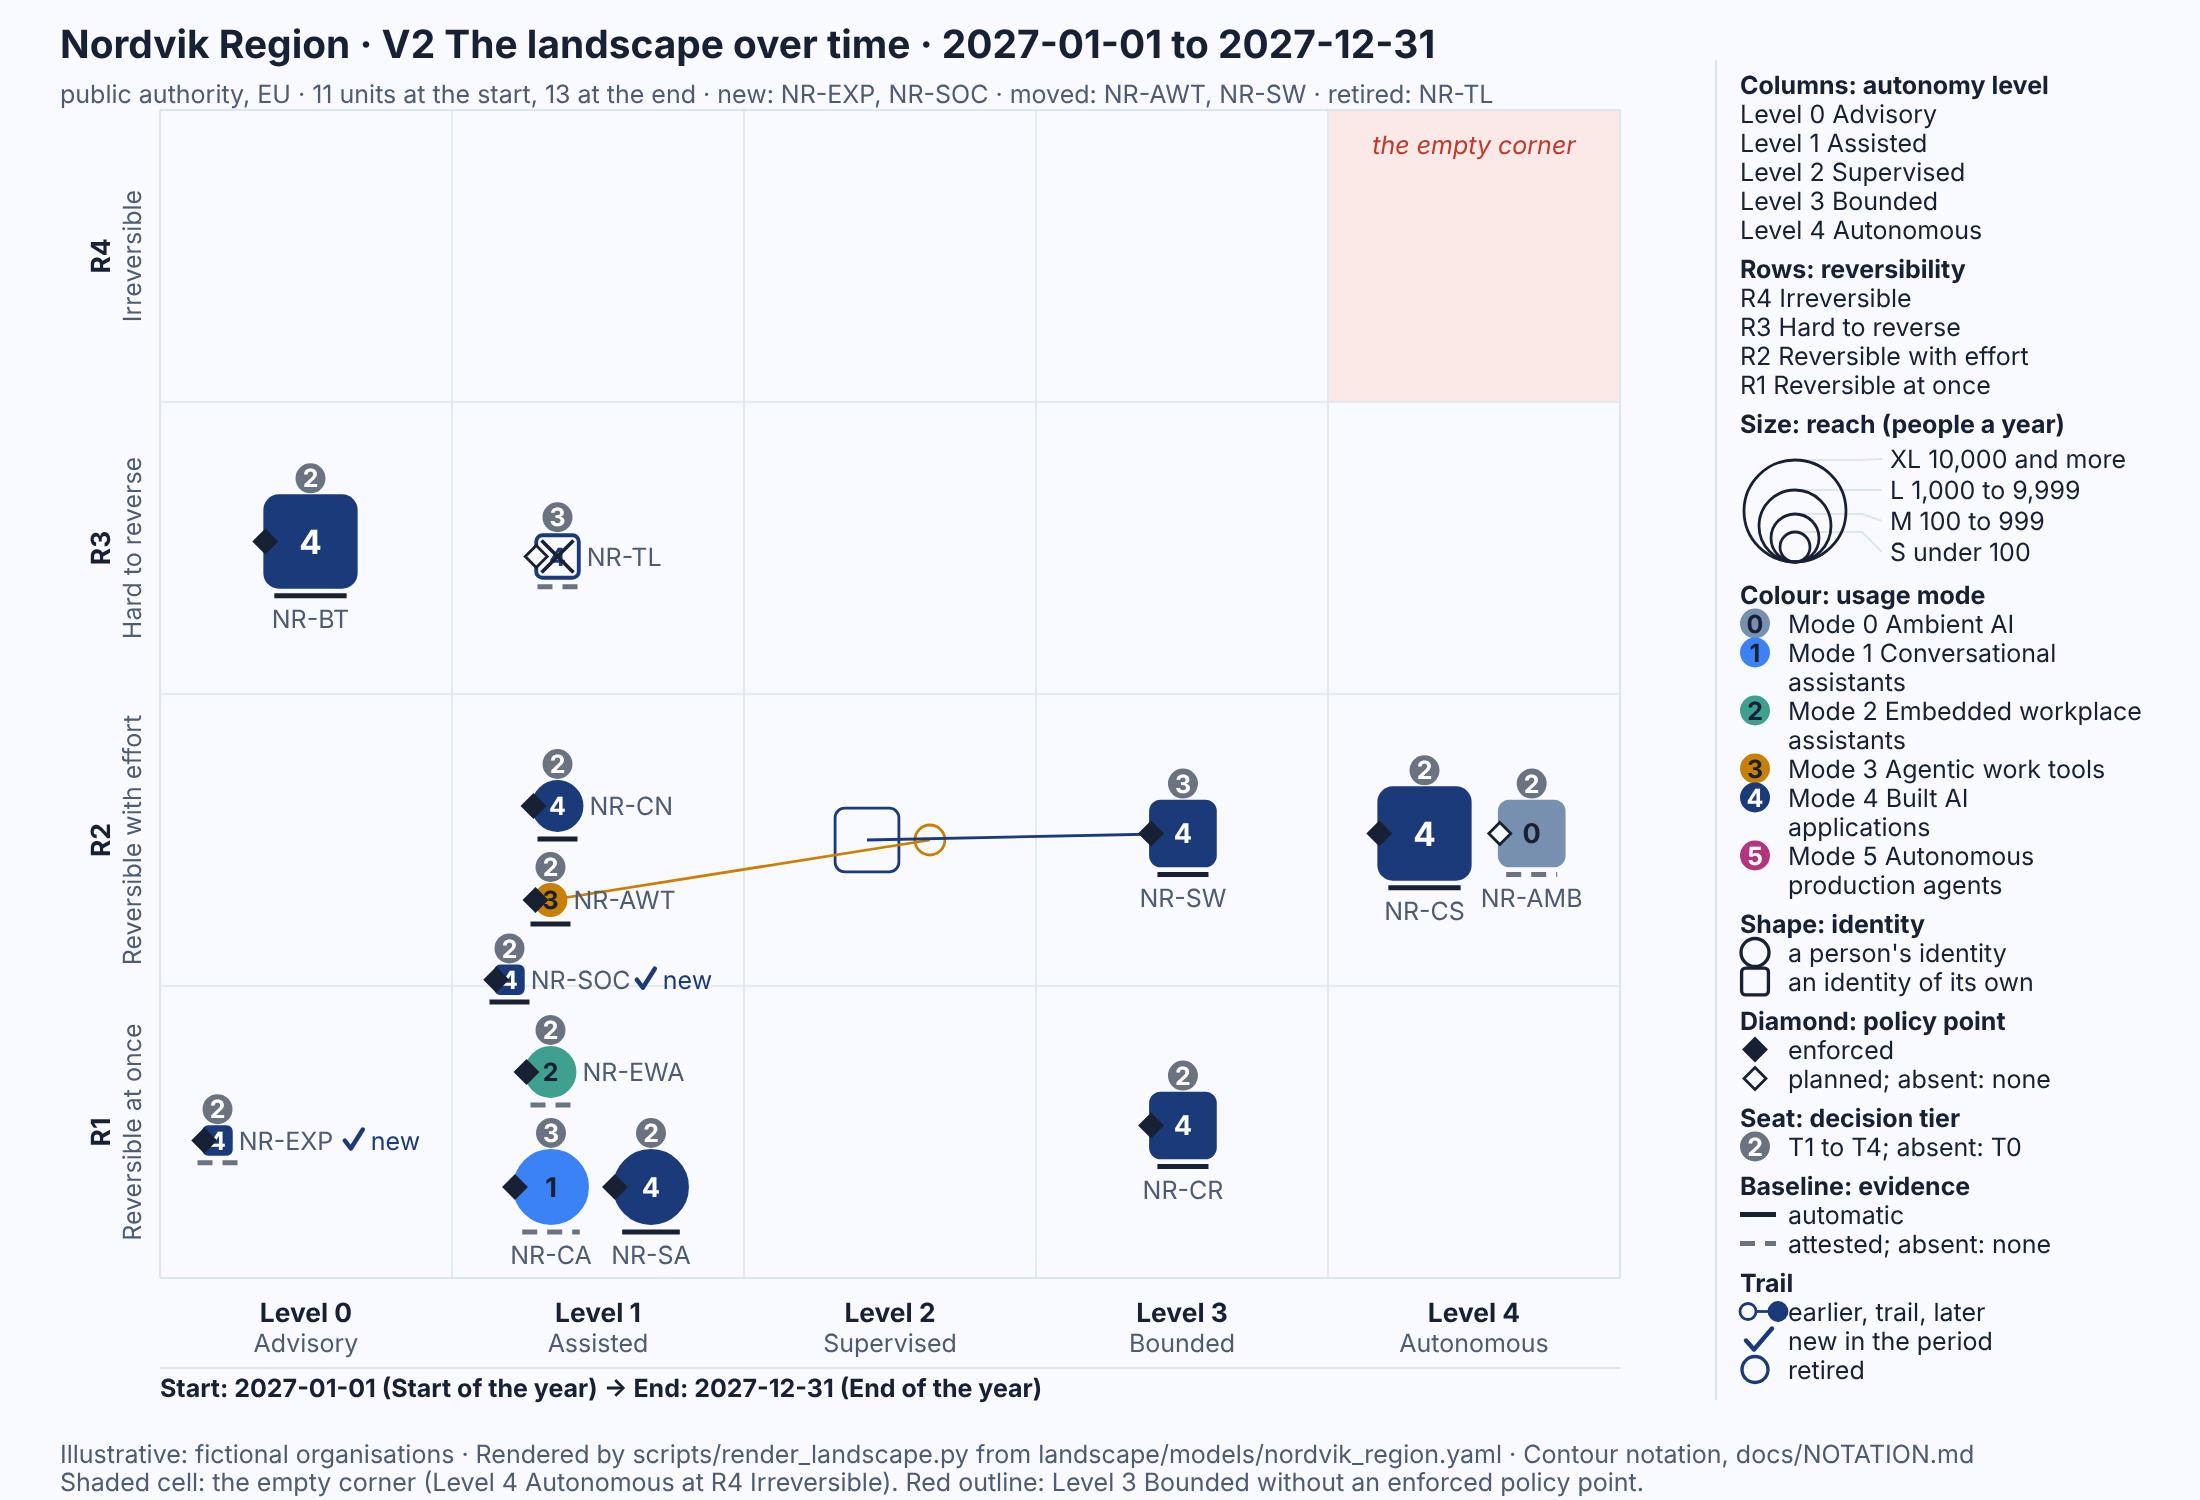 Nordvik Region · V2 The landscape over time · 2027-01-01 to 2027-12-31
public authority, EU · 11 units at the start, 13 at the end · new: NR-EXP, NR-SOC · moved: NR-AWT, NR-SW · retired: NR-TL
the empty corner
R4
Irreversible
R3
Hard to reverse
2
4
NR-BT
3
4
NR-TL
R2
Reversible with effort
2
4
NR-CN
2
3
NR-AWT
2
4
NR-SOC
new
3
4
NR-SW
2
4
NR-CS
2
0
NR-AMB
R1
Reversible at once
2
4
NR-EXP
new
2
2
NR-EWA
3
1
NR-CA
2
4
NR-SA
2
4
NR-CR
Level 0
Advisory
Level 1
Assisted
Level 2
Supervised
Level 3
Bounded
Level 4
Autonomous
Start: 2027-01-01 (Start of the year) → End: 2027-12-31 (End of the year)
Columns: autonomy level
Level 0 Advisory
Level 1 Assisted
Level 2 Supervised
Level 3 Bounded
Level 4 Autonomous
Rows: reversibility
R4 Irreversible
R3 Hard to reverse
R2 Reversible with effort
R1 Reversible at once
Size: reach (people a year)
XL 10,000 and more
L 1,000 to 9,999
M 100 to 999
S under 100
Colour: usage mode
0 Mode 0 Ambient AI
1 Mode 1 Conversational
assistants
2 Mode 2 Embedded workplace
assistants
3 Mode 3 Agentic work tools
4 Mode 4 Built AI
applications
5 Mode 5 Autonomous
production agents
Shape: identity
a person's identity
an identity of its own
Diamond: policy point
enforced
planned; absent: none
Seat: decision tier
2 T1 to T4; absent: T0
Baseline: evidence
automatic
attested; absent: none
Trail
earlier, trail, later
new in the period
retired
Illustrative: fictional organisations · Rendered by scripts/render_landscape.py from landscape/models/nordvik_region.yaml · Contour notation, docs/NOTATION.md
Shaded cell: the empty corner (Level 4 Autonomous at R4 Irreversible). Red outline: Level 3 Bounded without an enforced policy point.